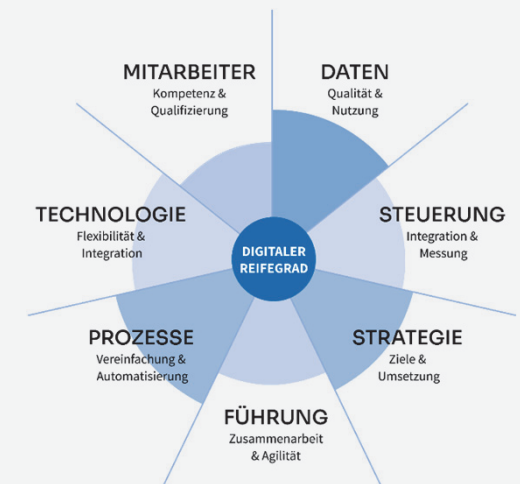 MITARBEITER
Kompetenz &
Qualifizierung
DATEN
Qualität &
Nutzung
TECHNOLOGIE
Flexibilität &
Integration
STEUERUNG
Integration &
Messung
DIGITALER
REIFEGRAD
PROZESSE
Vereinfachung &
Automatisierung
STRATEGIE
Ziele &
Umsetzung
FÜHRUNG
Zusammenarbeit
& Agilität